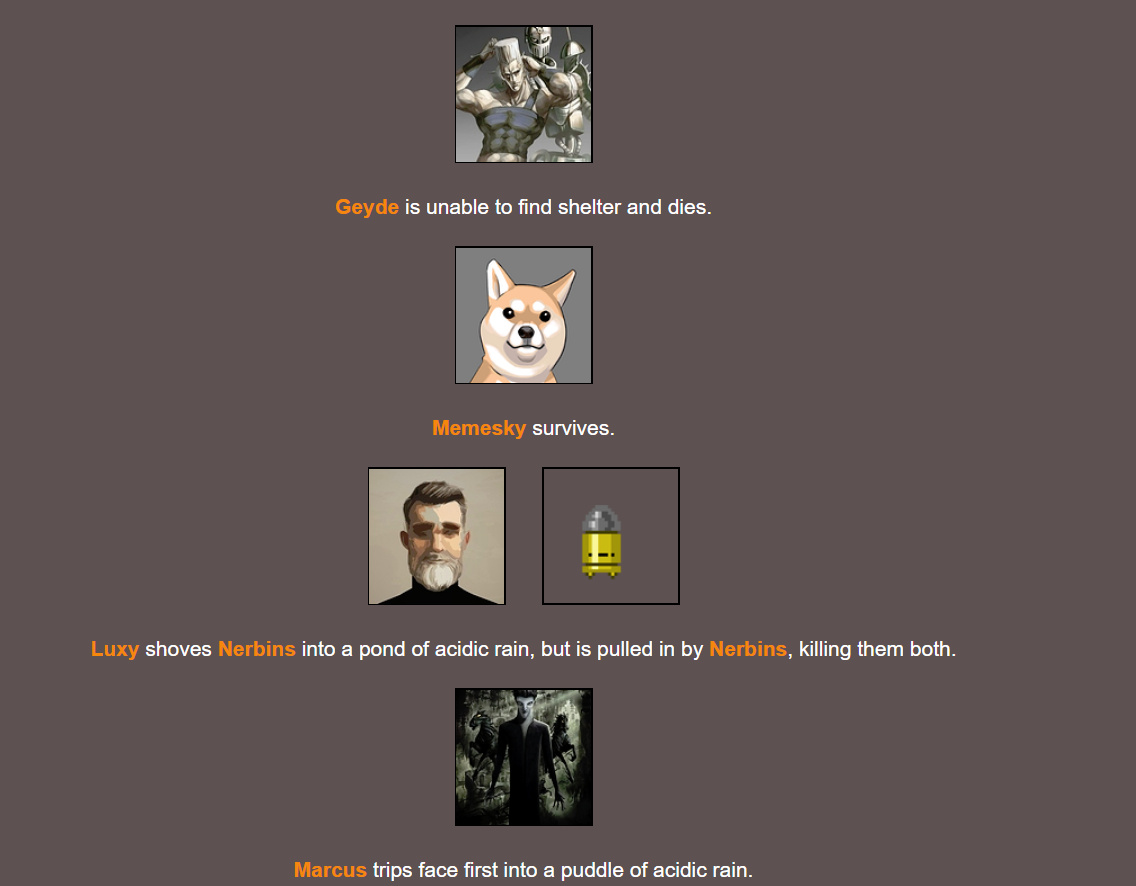 Geyde is unable to find shelter and dies.
Memesky survives.
Luxy shoves Nerbins into a pond of acidic rain, but is pulled in by Nerbins, killing them both.
Marcus trips face first into a puddle of acidic rain.